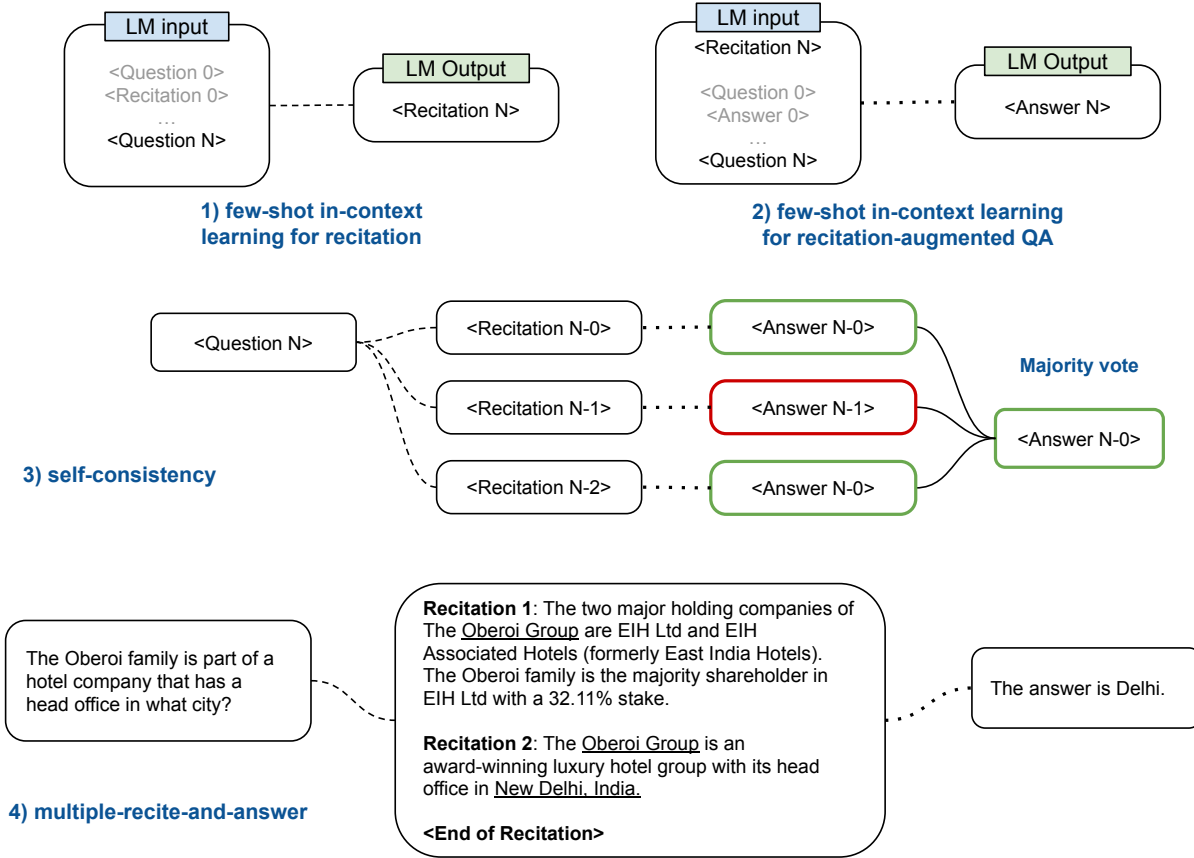 LM input
<Question 0>
<Recitation 0>
...
<Question N>
LM Output
<Recitation N>
1) few-shot in-context
learning for recitation
LM input
<Recitation N>
<Question 0>
<Answer 0>
...
<Question N>
LM Output
<Answer N>
2) few-shot in-context learning
for recitation-augmented QA
<Question N>
<Recitation N-0>
<Answer N-0>
<Recitation N-1>
<Answer N-1>
<Recitation N-2>
<Answer N-0>
Majority vote
<Answer N-0>
3) self-consistency
The Oberoi family is part of a
hotel company that has a
head office in what city?
Recitation 1: The two major holding companies of
The Oberoi Group are EIH Ltd and EIH
Associated Hotels (formerly East India Hotels).
The Oberoi family is the majority shareholder in
EIH Ltd with a 32.11% stake.
Recitation 2: The Oberoi Group is an
award-winning luxury hotel group with its head
office in New Delhi, India.
<End of Recitation>
The answer is Delhi.
4) multiple-recite-and-answer